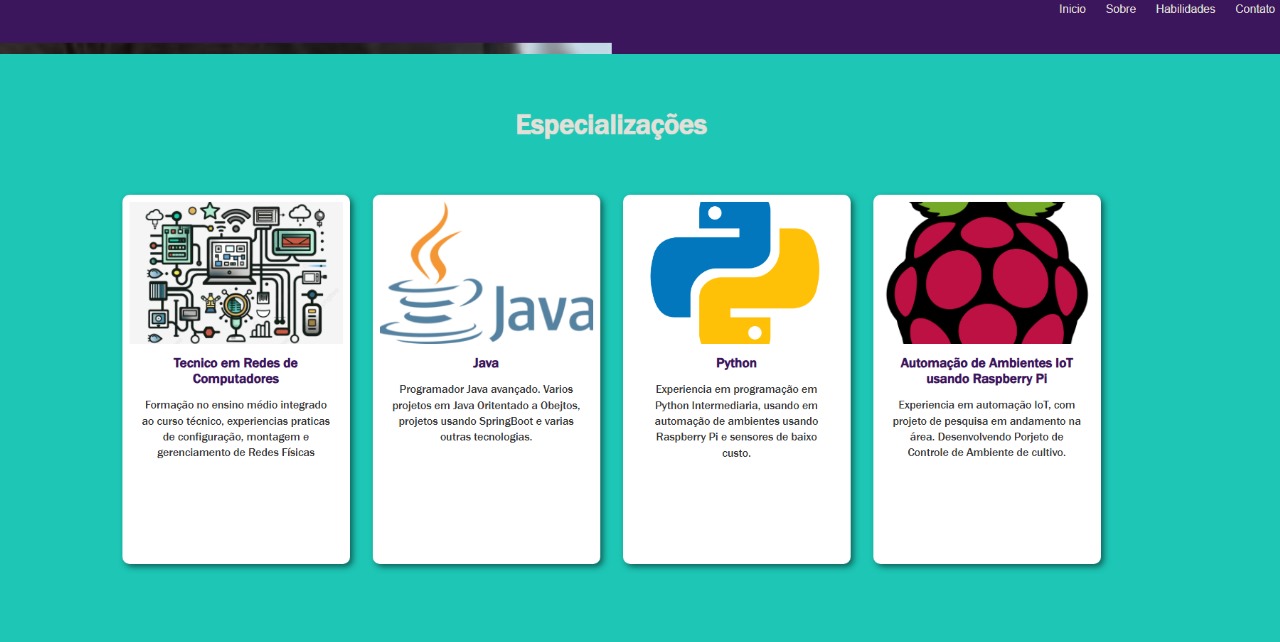 Inicio Sobre Habilidades Contato
Especializações
Java
Tecnico em Redes de
Computadores
Formação no ensino médio integrado
ao curso técnico, experiencias praticas
de configuração, montagem e
gerenciamento de Redes Físicas
Java
Programador Java avançado. Varios
projetos em Java Oritentado a Obejtos,
projetos usando SpringBoot e varias
outras tecnologias.
Python
Experiencia em programação em
Python Intermediaria, usando em
automação de ambientes usando
Raspberry Pi e sensores de baixo
custo.
Automação de Ambientes IoT
usando Raspberry Pi
Experiencia em automação IoT, com
projeto de pesquisa em andamento na
área. Desenvolvendo Porjeto de
Controle de Ambiente de cultivo.